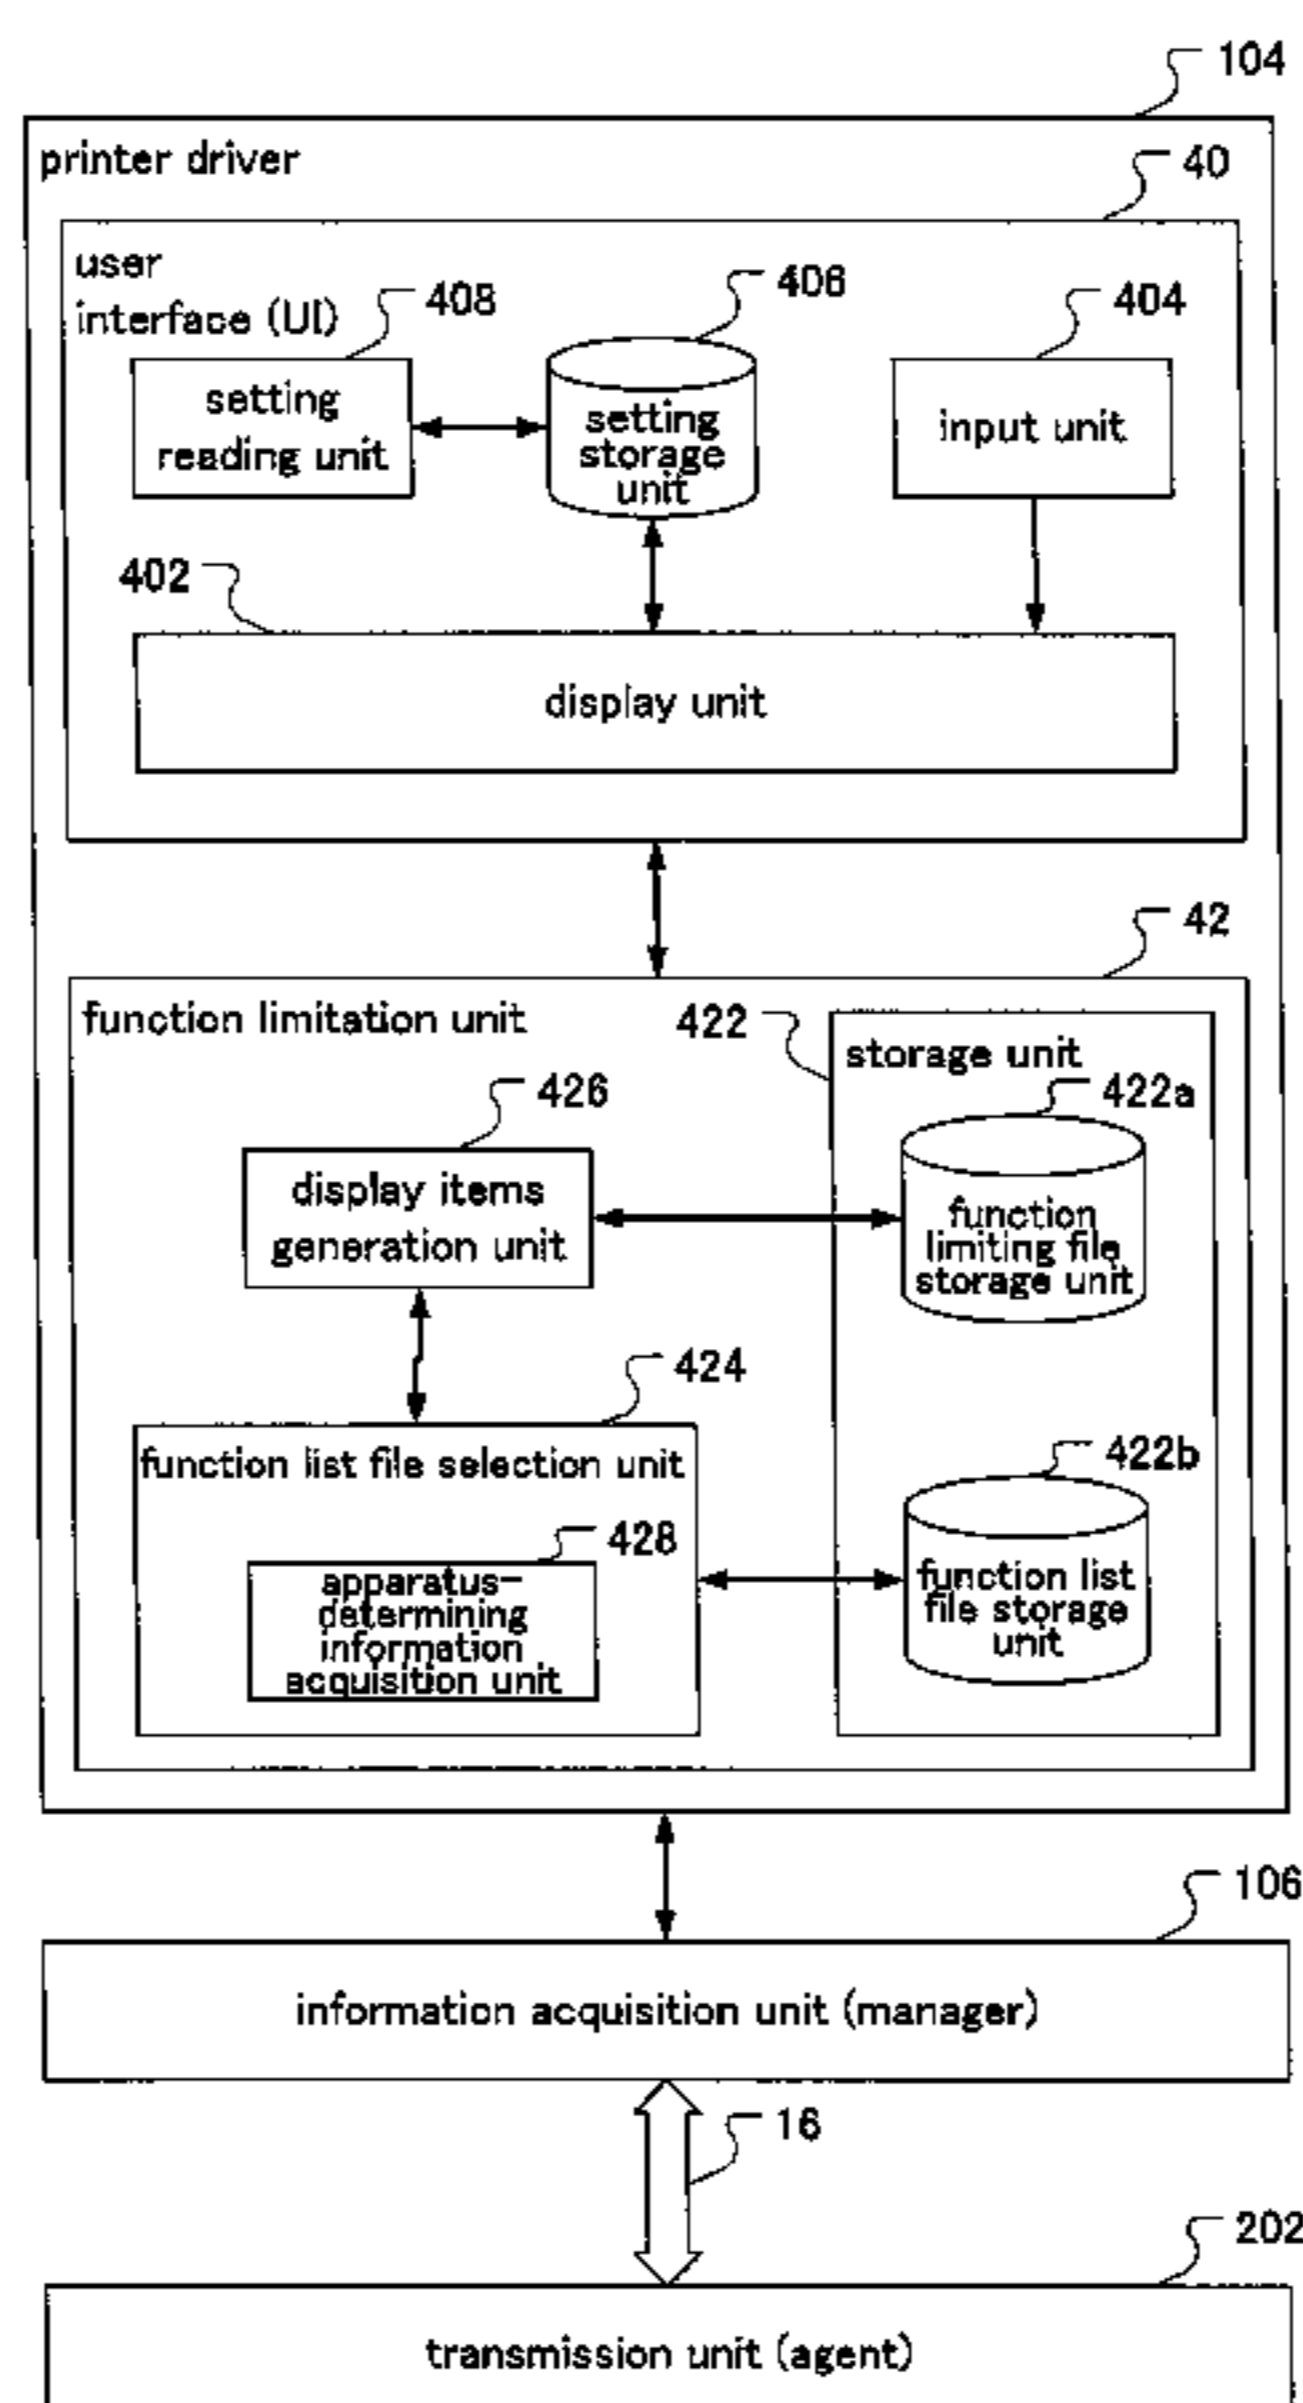 104
printer driver
40
user
interface (UI)
408
406
404
setting
reading unit
setting
storage
unit
input unit
402
display unit
42
function limitation unit
422
storage unit
426
422a
display items
generation unit
function
limiting file
storage unit
424
function list file selection unit
422b
428
apparatus-
determining
information
acquisition unit
function list
file storage
unit
106
information acquisition unit (manager)
16
202
transmission unit (agent)